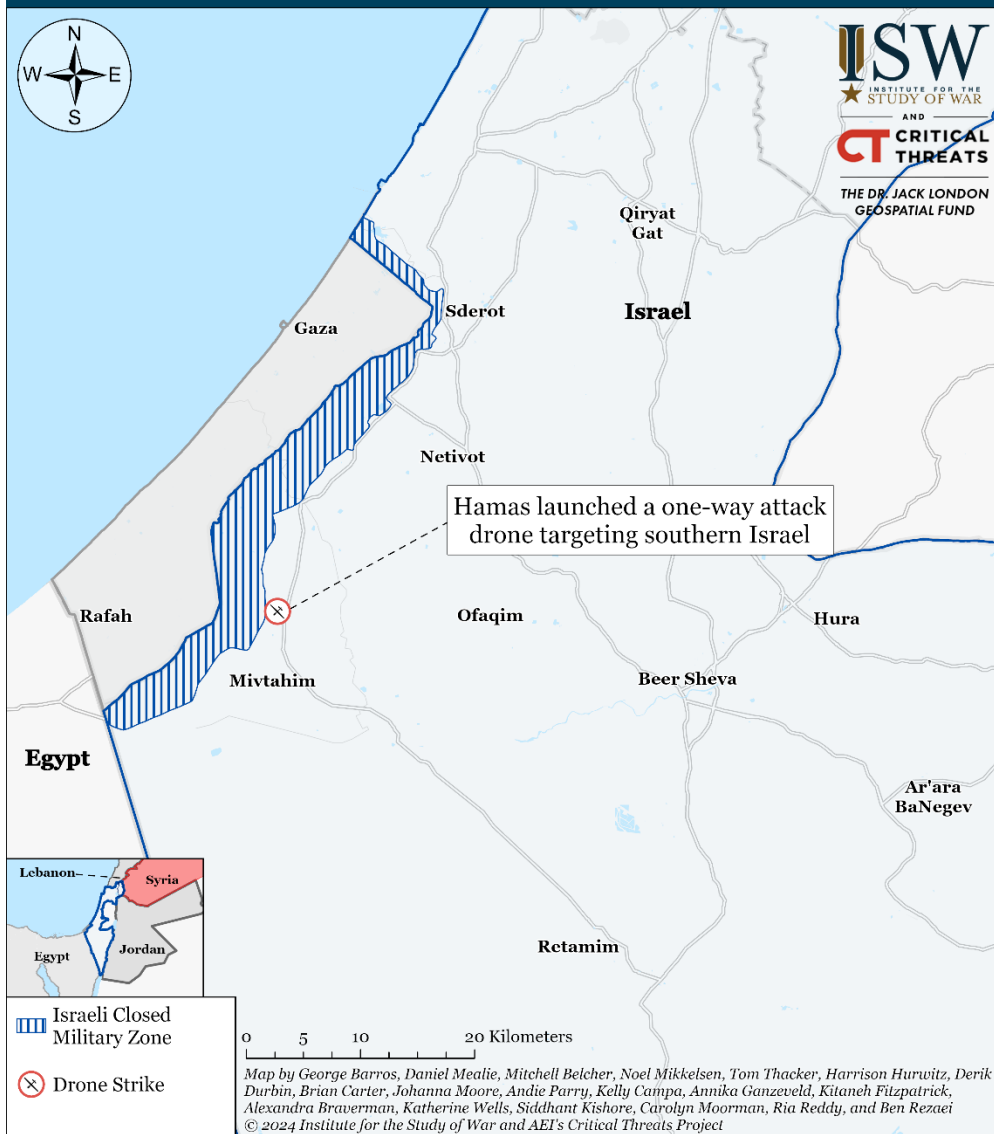 N
W E
S
ISW
INSTITUTE FOR THE
STUDY OF WAR
AND
CT CRITICAL
THREATS
THE DR. JACK LONDON
GEOSPATIAL FUND
Qiryat
Gat
Israel
Sderot
Gaza
Netivot
Hamas launched a one-way attack
drone targeting southern Israel
Rafah
Ofaqim
Hura
Mivtahim
Beer Sheva
Egypt
Ar'ara
BaNegev
Retamim
Lebanon
Syria
Egypt
Jordan
Israeli Closed
Military Zone
Drone Strike
0 5 10 20 Kilometers
Map by George Barros, Daniel Mealie, Mitchell Belcher, Noel Mikkelsen, Tom Thacker, Harrison Hurwitz, Derik
Durbin, Brian Carter, Johanna Moore, Andie Parry, Kelly Campa, Annika Ganzeveld, Kitaneh Fitzpatrick,
Alexandra Braverman, Katherine Wells, Siddhant Kishore, Carolyn Moorman, Ria Reddy, and Ben Rezaei
© 2024 Institute for the Study of War and AEI's Critical Threats Project